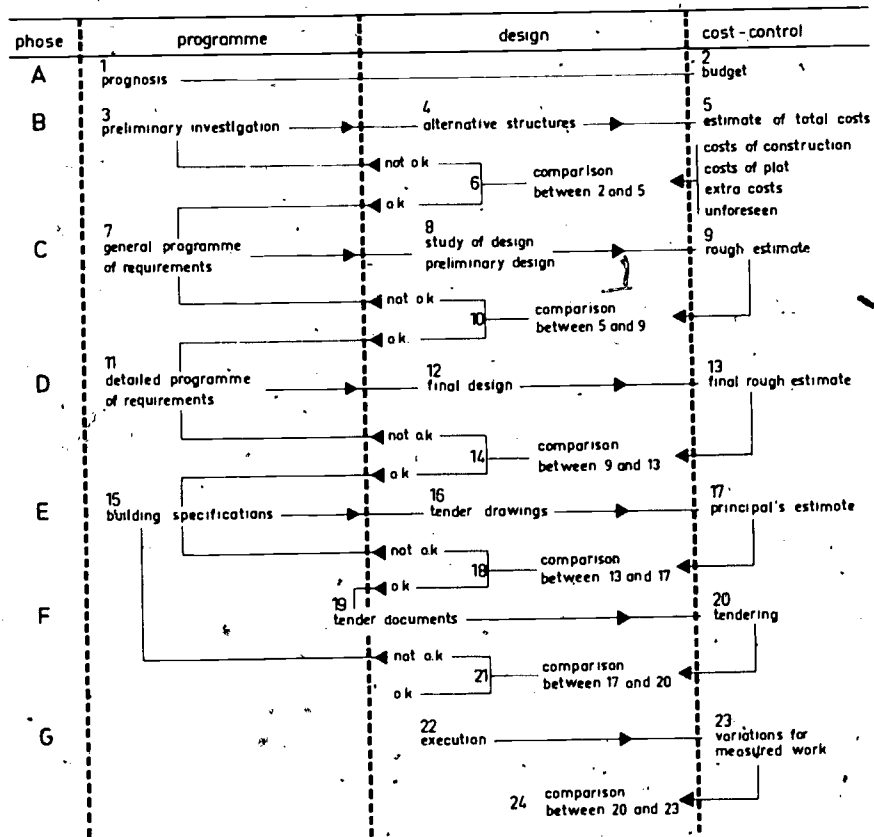 phase programme design cost-control
A
1
prognosis
2
budget
B
3
preliminary investigation
4
alternative structures
5
estimate of total costs
costs of construction
costs of plat
extra costs
unforeseen
not ok
6
comparison
between 2 and 5
ok
C
7
general programme
of requirements
8
study of design
preliminary design
9
rough estimate
not ok
10
comparison
between 5 and 9
ok.
D
11
detailed programme
of requirements
12
final design
13
final rough estimate
not o.k
14
comparison
between 9 and 13
ok
E
15
building specifications
16
tender drawings
17
principal's estimate
not o.k
18
comparison
between 13 and 17
ok
F
19
tender documents
20
tendering
not o.k
21
comparison
between 17 and 20
ok
G
22
execution
23
variations for
measured work
24
comparison
between 20 and 23